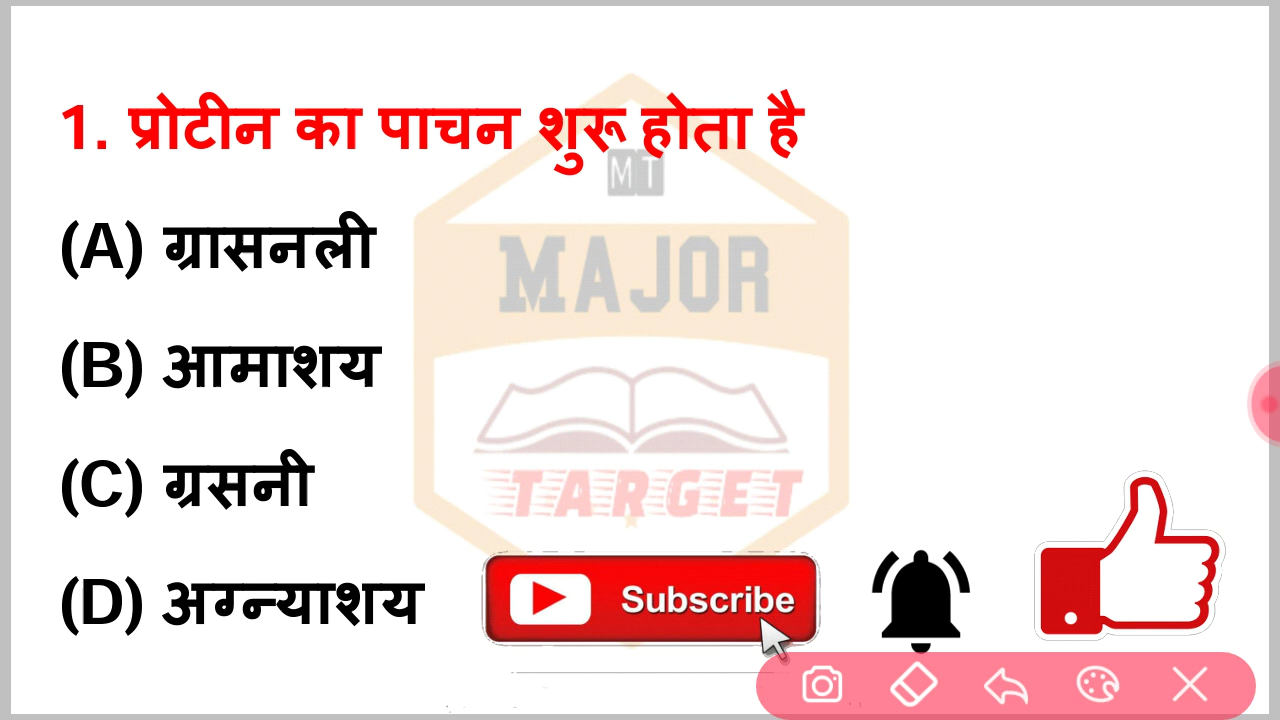 1. प्रोटीन का पाचन शुरू होता है
MT
(A) ग्रासनली
MAJOR
(B) आमाशय
(C) ग्रसनी
TARGET
(D) अग्न्याशय
Subscribe